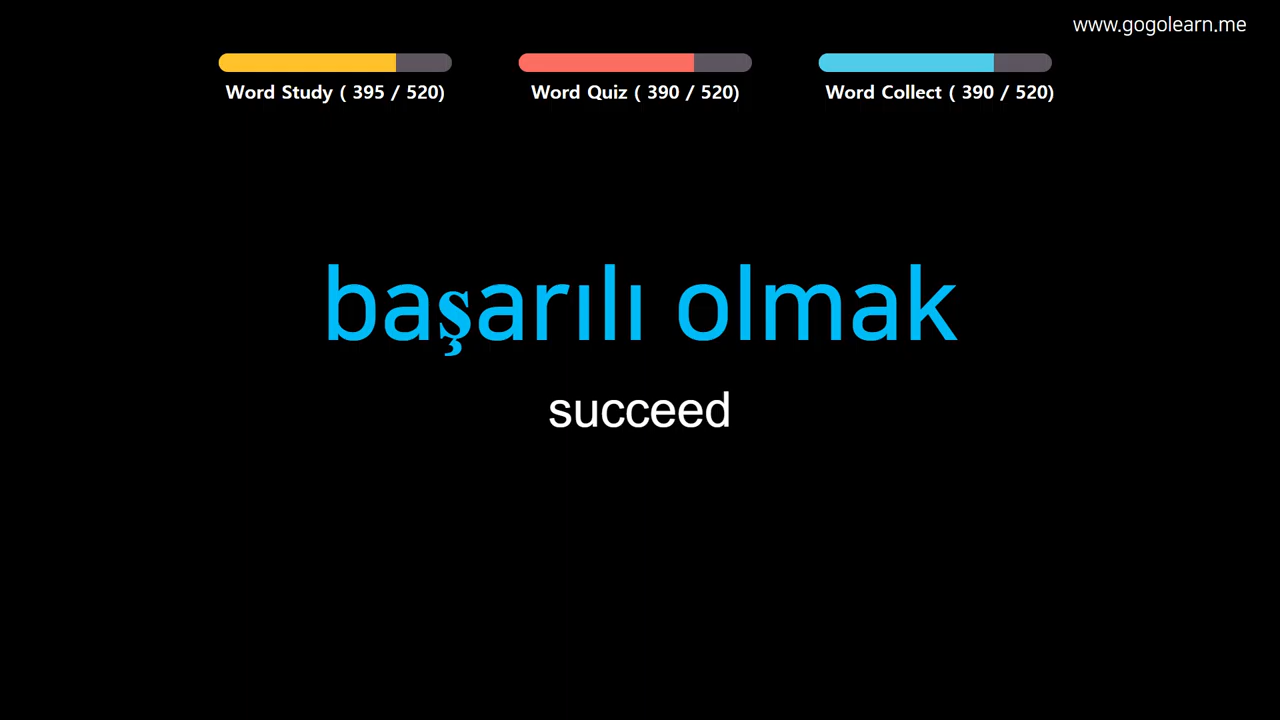 www.gogolearn.me
Word Study ( 395 / 520)
Word Quiz ( 390 / 520)
Word Collect ( 390 / 520)
başarılı olmak
succeed